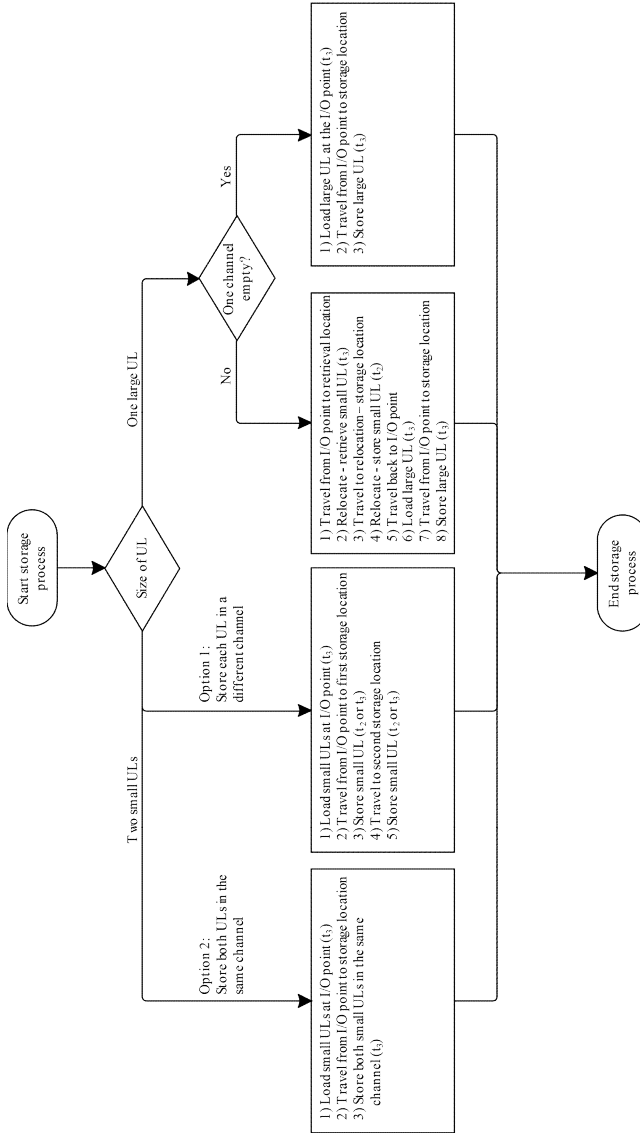 Start storage
process
Size of UL
Two small ULs
One large UL
Option 2:
Store both ULs in the
same channel
Option 1:
Store each UL in a
different channel
One channel
empty?
No
Yes
1) Load small ULs at I/O point (t3)
2) Travel from I/O point to storage location
3) Store both small ULs in the same
channel (t3)
1) Load small ULs at I/O point (t3)
2) Travel from I/O point to first storage location
3) Store small UL (t2 or t3)
4) Travel to second storage location
5) Store small UL (t2 or t3)
1) Travel from I/O point to retrieval location
2) Relocate - retrieve small UL (t3)
3) Travel to relocation – storage location
4) Relocate - store small UL (t2)
5) Travel back to I/O point
6) Load large UL (t3)
7) Travel from I/O point to storage location
8) Store large UL (t3)
1) Load large UL at the I/O point (t3)
2) Travel from I/O point to storage location
3) Store large UL (t3)
End storage
process